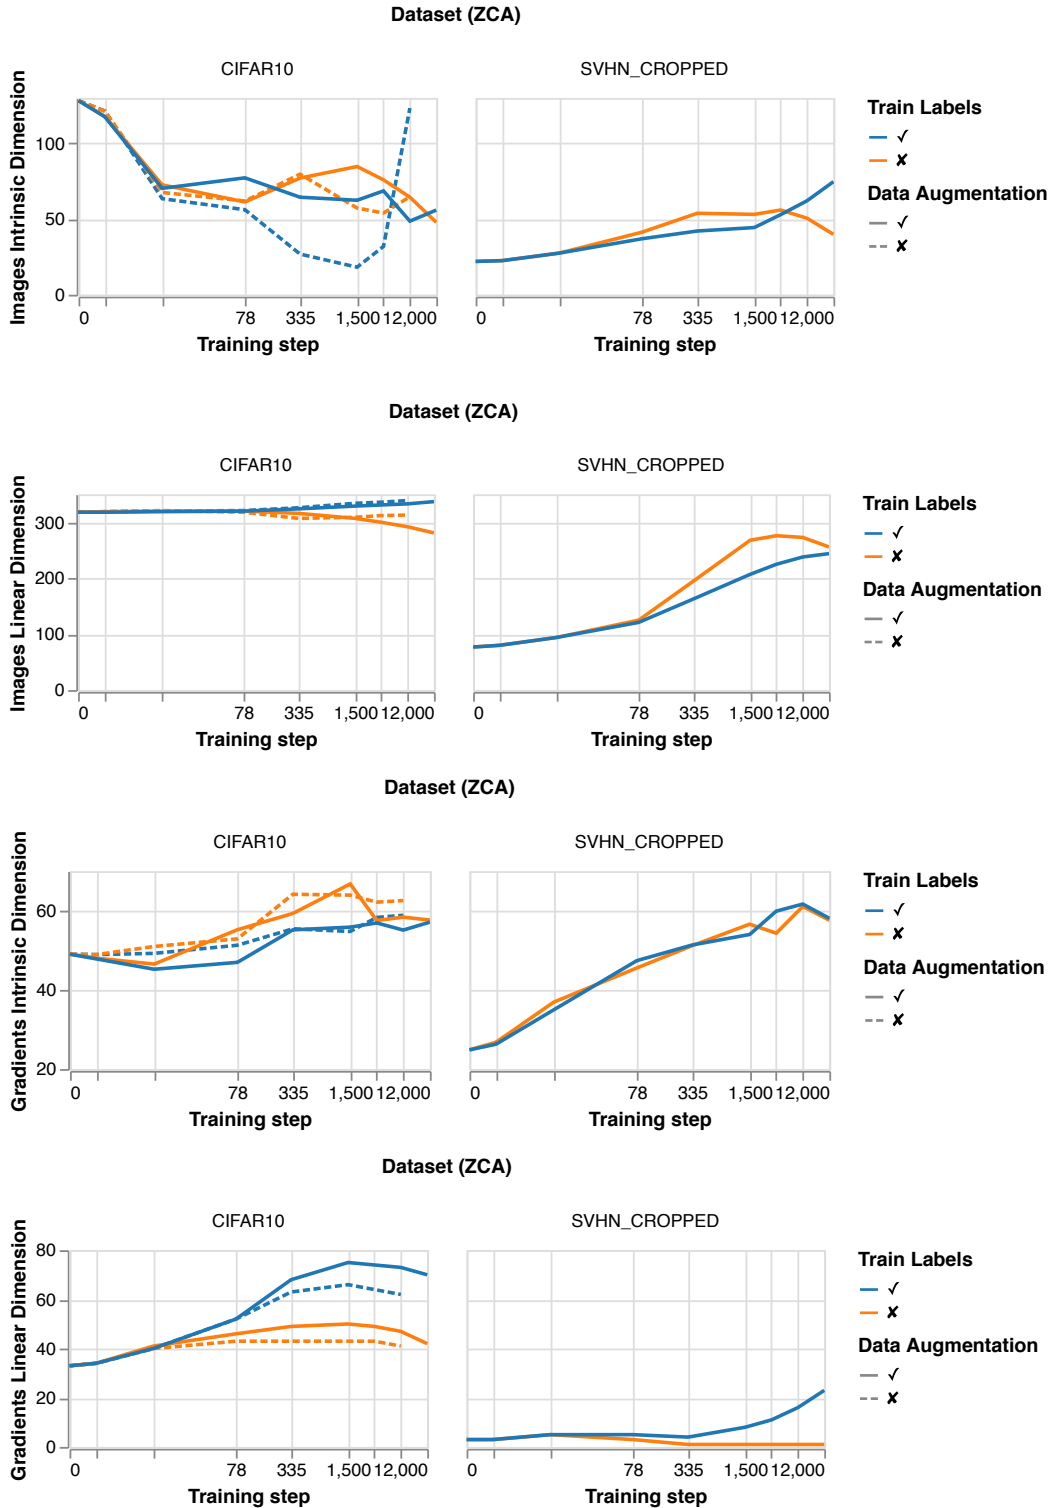 Dataset (ZCA)
CIFAR10
SVHN_CROPPED
Images Intrinsic Dimension
100
50
0
0 78 335 1,500 12,000
Training step
0 78 335 1,500 12,000
Training step
Train Labels
✓
✘
Data Augmentation
✓
✘
Dataset (ZCA)
CIFAR10
SVHN_CROPPED
Images Linear Dimension
300
200
100
0
0 78 335 1,500 12,000
Training step
0 78 335 1,500 12,000
Training step
Train Labels
✓
✘
Data Augmentation
✓
✘
Dataset (ZCA)
CIFAR10
SVHN_CROPPED
Gradients Intrinsic Dimension
60
40
20
0 78 335 1,500 12,000
Training step
0 78 335 1,500 12,000
Training step
Train Labels
✓
✘
Data Augmentation
✓
✘
Dataset (ZCA)
CIFAR10
SVHN_CROPPED
Gradients Linear Dimension
80
60
40
20
0
0 78 335 1,500 12,000
Training step
0 78 335 1,500 12,000
Training step
Train Labels
✓
✘
Data Augmentation
✓
✘